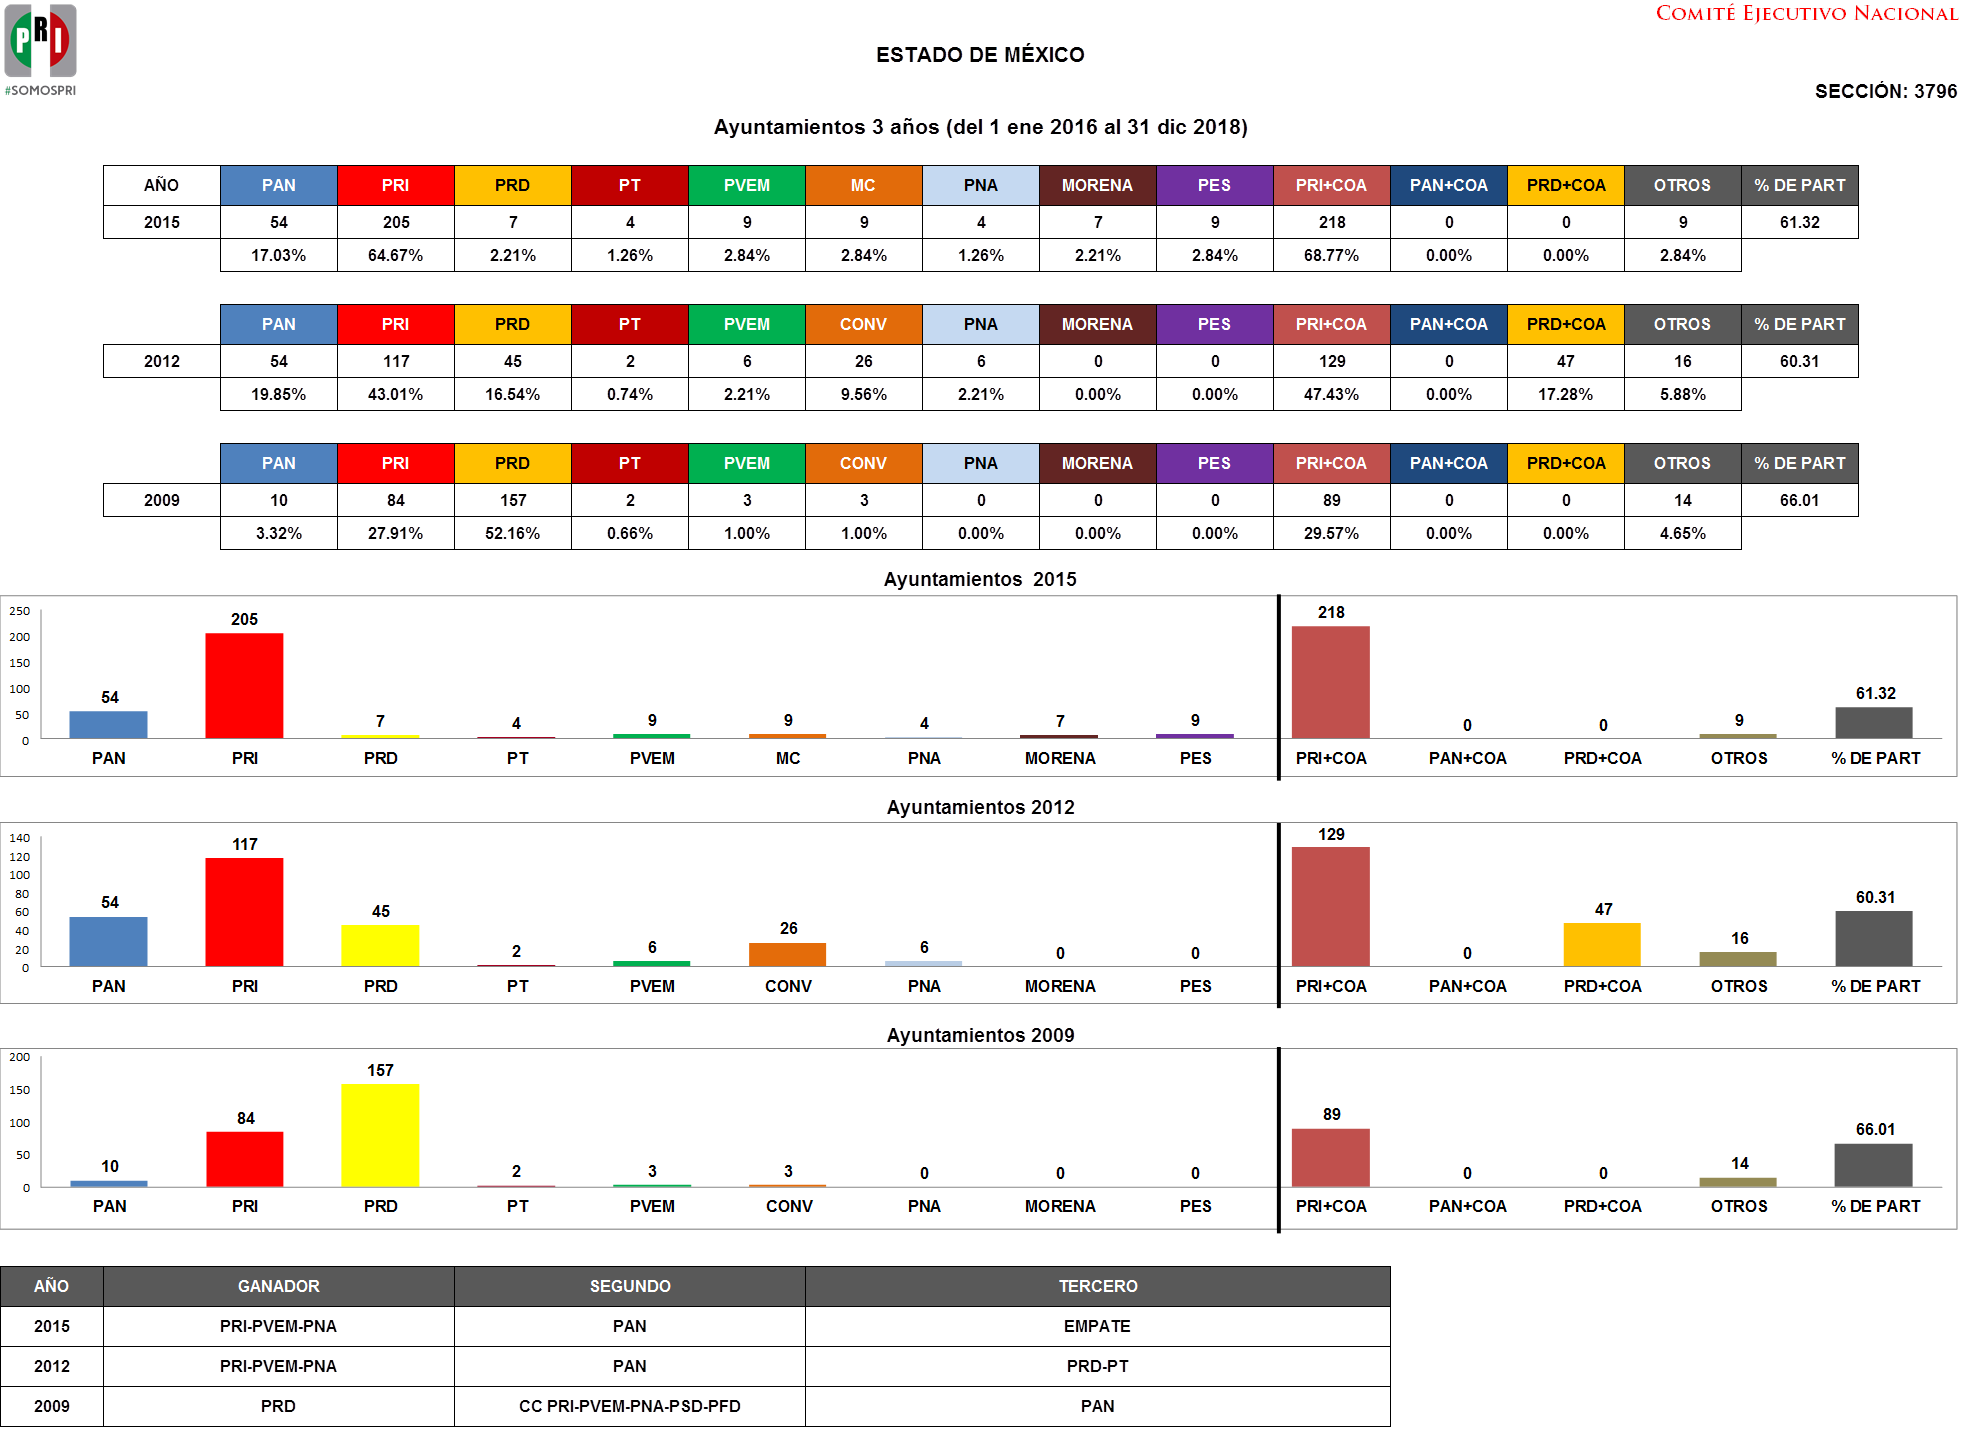 COMITÉ EJECUTIVO NACIONAL
PRI
#SOMOSPRI
ESTADO DE MÉXICO
SECCIÓN: 3796
Ayuntamientos 3 años (del 1 ene 2016 al 31 dic 2018)
AÑO PAN PRI PRD PT PVEM MC PNA MORENA PES PRI+COA PAN+COA PRD+COA OTROS % DE PART
2015 54 205 7 4 9 9 4 7 9 218 0 0 9 61.32
17.03% 64.67% 2.21% 1.26% 2.84% 2.84% 1.26% 2.21% 2.84% 68.77% 0.00% 0.00% 2.84%
PAN PRI PRD PT PVEM CONV PNA MORENA PES PRI+COA PAN+COA PRD+COA OTROS % DE PART
2012 54 117 45 2 6 26 6 0 0 129 0 47 16 60.31
19.85% 43.01% 16.54% 0.74% 2.21% 9.56% 2.21% 0.00% 0.00% 47.43% 0.00% 17.28% 5.88%
PAN PRI PRD PT PVEM CONV PNA MORENA PES PRI+COA PAN+COA PRD+COA OTROS % DE PART
2009 10 84 157 2 3 3 0 0 0 89 0 0 14 66.01
3.32% 27.91% 52.16% 0.66% 1.00% 1.00% 0.00% 0.00% 0.00% 29.57% 0.00% 0.00% 4.65%
Ayuntamientos 2015
250
200
150
100
50
0
54 205 7 4 9 9 4 7 9 218 0 0 9 61.32
PAN PRI PRD PT PVEM MC PNA MORENA PES PRI+COA PAN+COA PRD+COA OTROS % DE PART
Ayuntamientos 2012
140
120
100
80
60
40
20
0
54 117 45 2 6 26 6 0 0 129 0 47 16 60.31
PAN PRI PRD PT PVEM CONV PNA MORENA PES PRI+COA PAN+COA PRD+COA OTROS % DE PART
Ayuntamientos 2009
200
150
100
50
0
10 84 157 2 3 3 0 0 0 89 0 0 14 66.01
PAN PRI PRD PT PVEM CONV PNA MORENA PES PRI+COA PAN+COA PRD+COA OTROS % DE PART
AÑO GANADOR SEGUNDO TERCERO
2015 PRI-PVEM-PNA PAN EMPATE
2012 PRI-PVEM-PNA PAN PRD-PT
2009 PRD CC PRI-PVEM-PNA-PSD-PFD PAN